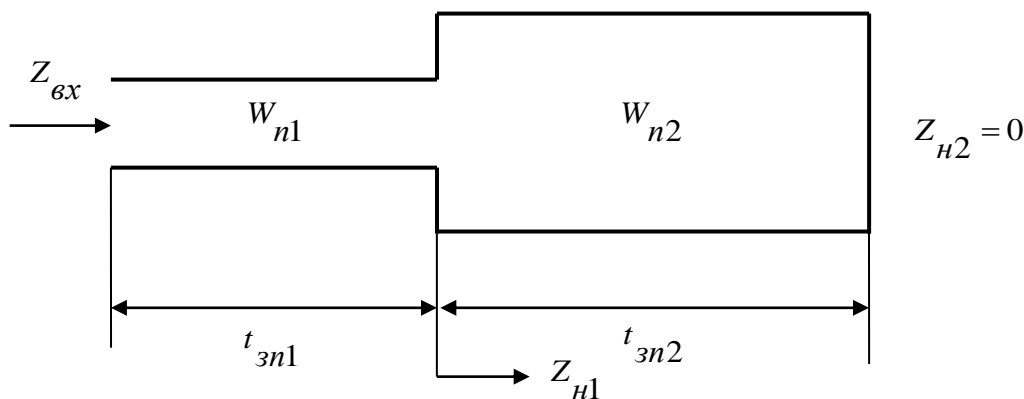 Z_вх
W_п1
W_п2
Z_н2 = 0
t_зп1
t_зп2
Z_н1